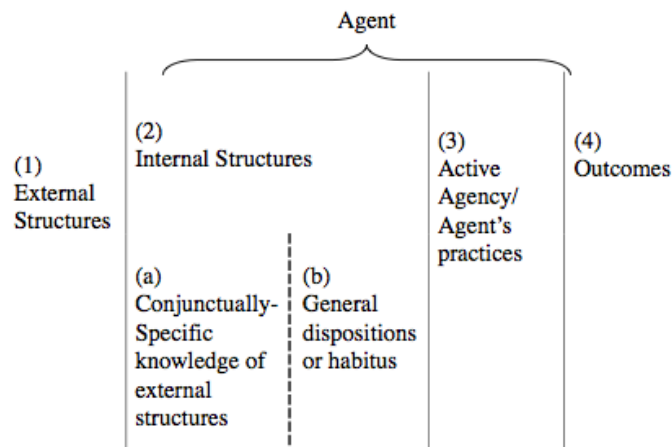 Agent
(1)
External
Structures
(2)
Internal Structures
(a)
Conjunctually-
Specific
knowledge of
external
structures
(b)
General
dispositions
or habitus
(3)
Active
Agency/
Agent's
practices
(4)
Outcomes